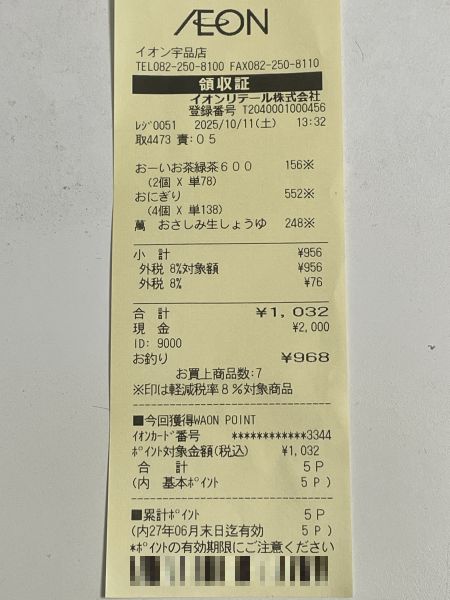 ÆON
イオン宇品店
TEL082-250-8100 FAX082-250-8110
領収証
イオンリテール株式会社
登録番号 T2040001000456
ﾚｼﾞ0051 2025/10/11(土) 13:32
取4473 責:05
おーいお茶緑茶600 156※
(2個 X 単78)
おにぎり 552※
(4個 X 単138)
萬 おさしみ生しょうゆ 248※
小 計 ¥956
外税 8%対象額 ¥956
外税 8% ¥76
合 計 ¥1,032
現 金 ¥2,000
ID: 9000
お釣り ¥968
お買上商品数:7
※印は軽減税率8%対象商品
■今回獲得WAON POINT
ｲｵﾝｶｰﾄﾞ番号 ************3344
ﾎﾟｲﾝﾄ対象金額(税込) ¥1,032
合 計 5P
(内 基本ﾎﾟｲﾝﾄ 5P)
■累計ﾎﾟｲﾝﾄ 5P
(内27年06月末日迄有効 5P)
*ﾎﾟｲﾝﾄの有効期限にご注意ください